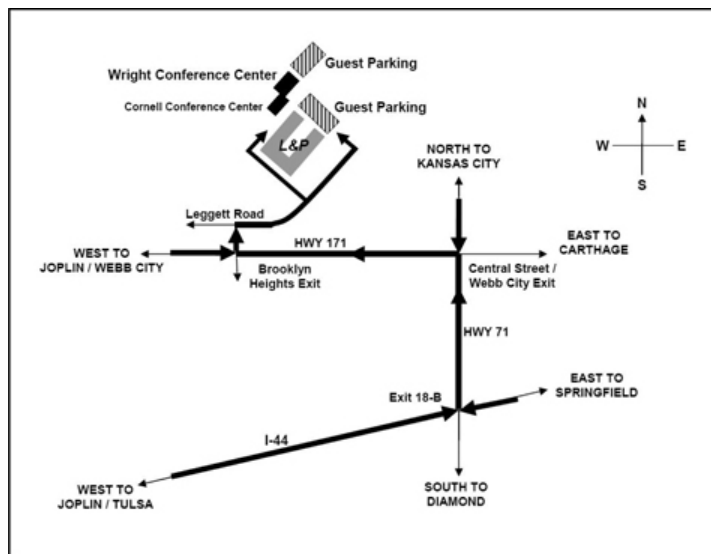 Guest Parking
Wright Conference Center
Cornell Conference Center
Guest Parking
L&P
N
W E
S
NORTH TO
KANSAS CITY
Leggett Road
HWY 171
EAST TO
CARTHAGE
WEST TO
JOPLIN / WEBB CITY
Brooklyn
Heights Exit
Central Street /
Webb City Exit
HWY 71
EAST TO
SPRINGFIELD
Exit 18-B
I-44
WEST TO
JOPLIN / TULSA
SOUTH TO
DIAMOND